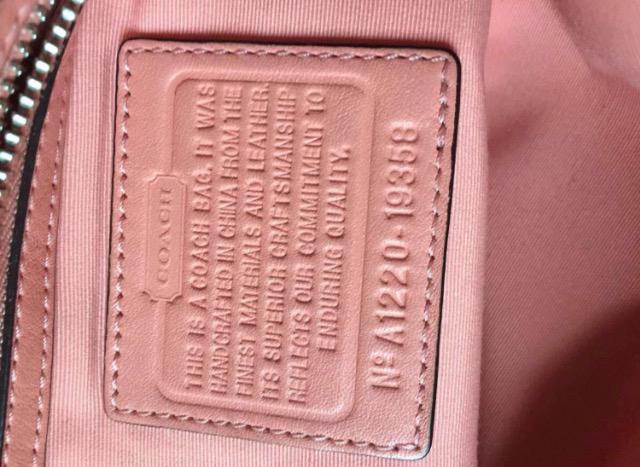 COACH
THIS IS A COACH BAG. IT WAS
HANDCRAFTED IN CHINA FROM THE
FINEST MATERIALS AND LEATHER.
ITS SUPERIOR CRAFTSMANSHIP
REFLECTS OUR COMMITMENT TO
ENDURING QUALITY.
Nº A1220-19358